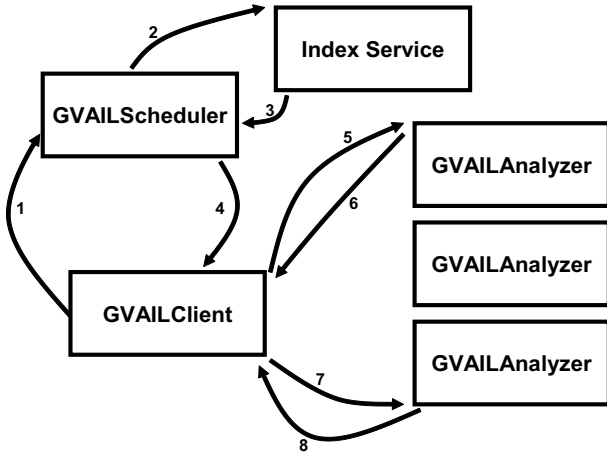 2
Index Service
3
GVAILScheduler
5
GVAILAnalyzer
1
4
6
GVAILAnalyzer
GVAILClient
GVAILAnalyzer
7
8